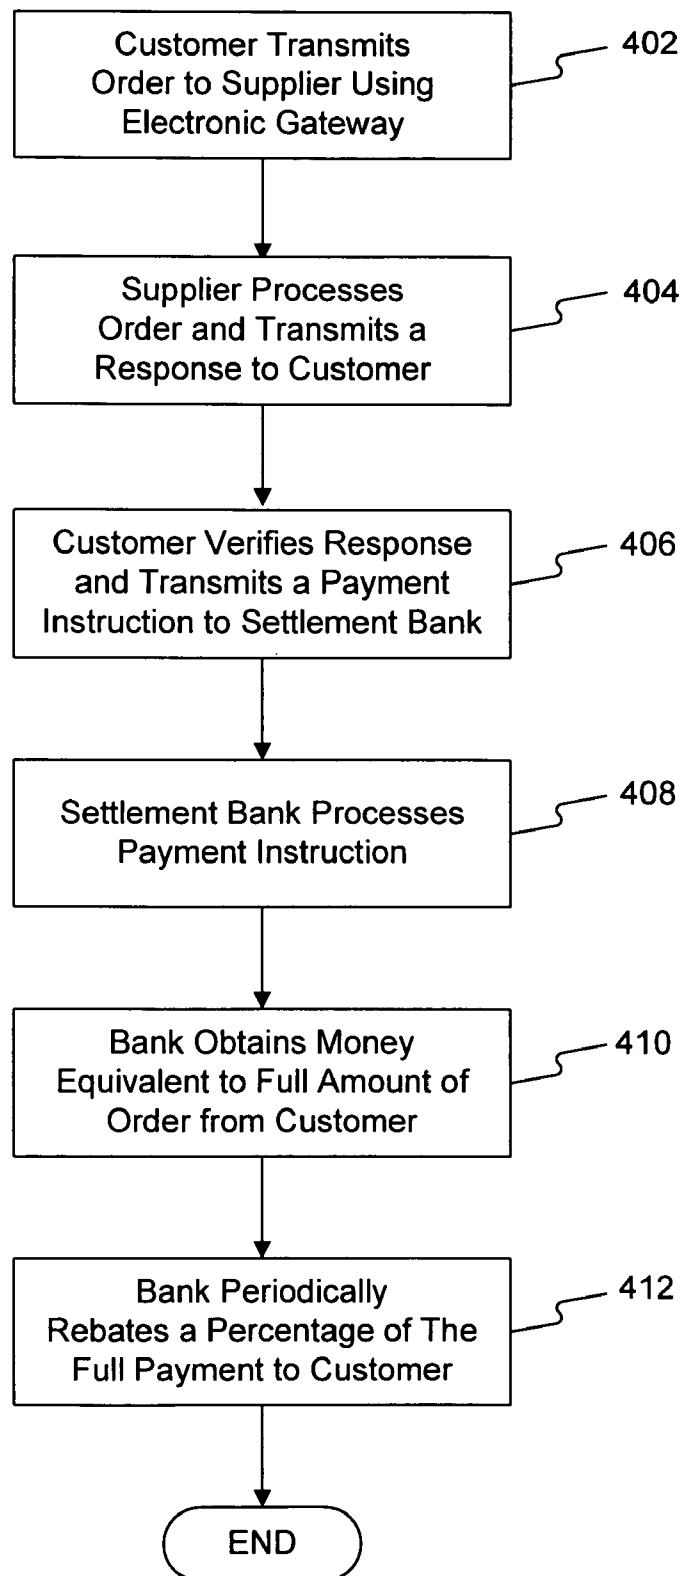 Customer Transmits
Order to Supplier Using
Electronic Gateway
402
Supplier Processes
Order and Transmits a
Response to Customer
404
Customer Verifies Response
and Transmits a Payment
Instruction to Settlement Bank
406
Settlement Bank Processes
Payment Instruction
408
Bank Obtains Money
Equivalent to Full Amount of
Order from Customer
410
Bank Periodically
Rebates a Percentage of The
Full Payment to Customer
412
END